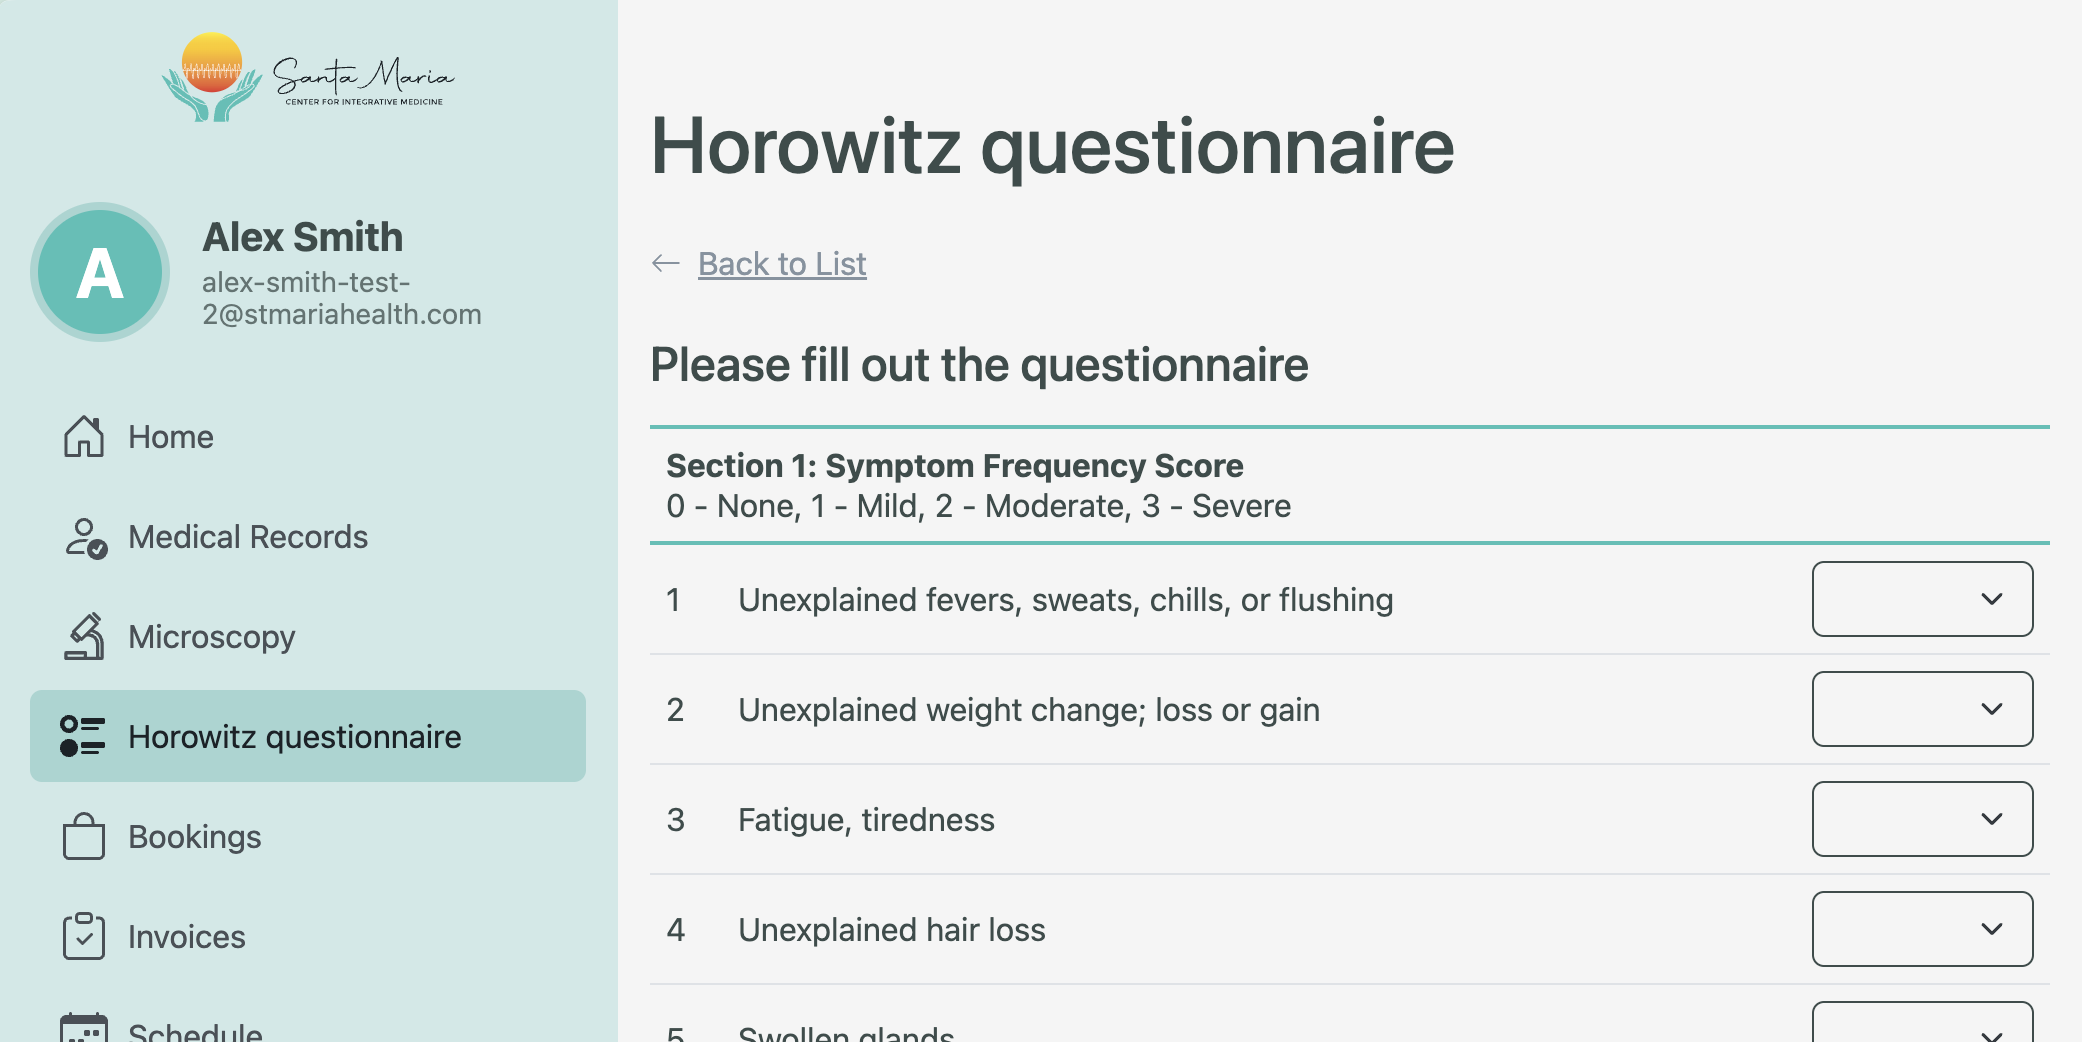 Santa Maria
CENTER FOR INTEGRATIVE MEDICINE
A
Alex Smith
alex-smith-test-
2@stmariahealth.com
Home
Medical Records
Microscopy
Horowitz questionnaire
Bookings
Invoices
Schedule
Horowitz questionnaire
← Back to List
Please fill out the questionnaire
Section 1: Symptom Frequency Score
0 - None, 1 - Mild, 2 - Moderate, 3 - Severe
1 Unexplained fevers, sweats, chills, or flushing
2 Unexplained weight change; loss or gain
3 Fatigue, tiredness
4 Unexplained hair loss
5 Swollen glands